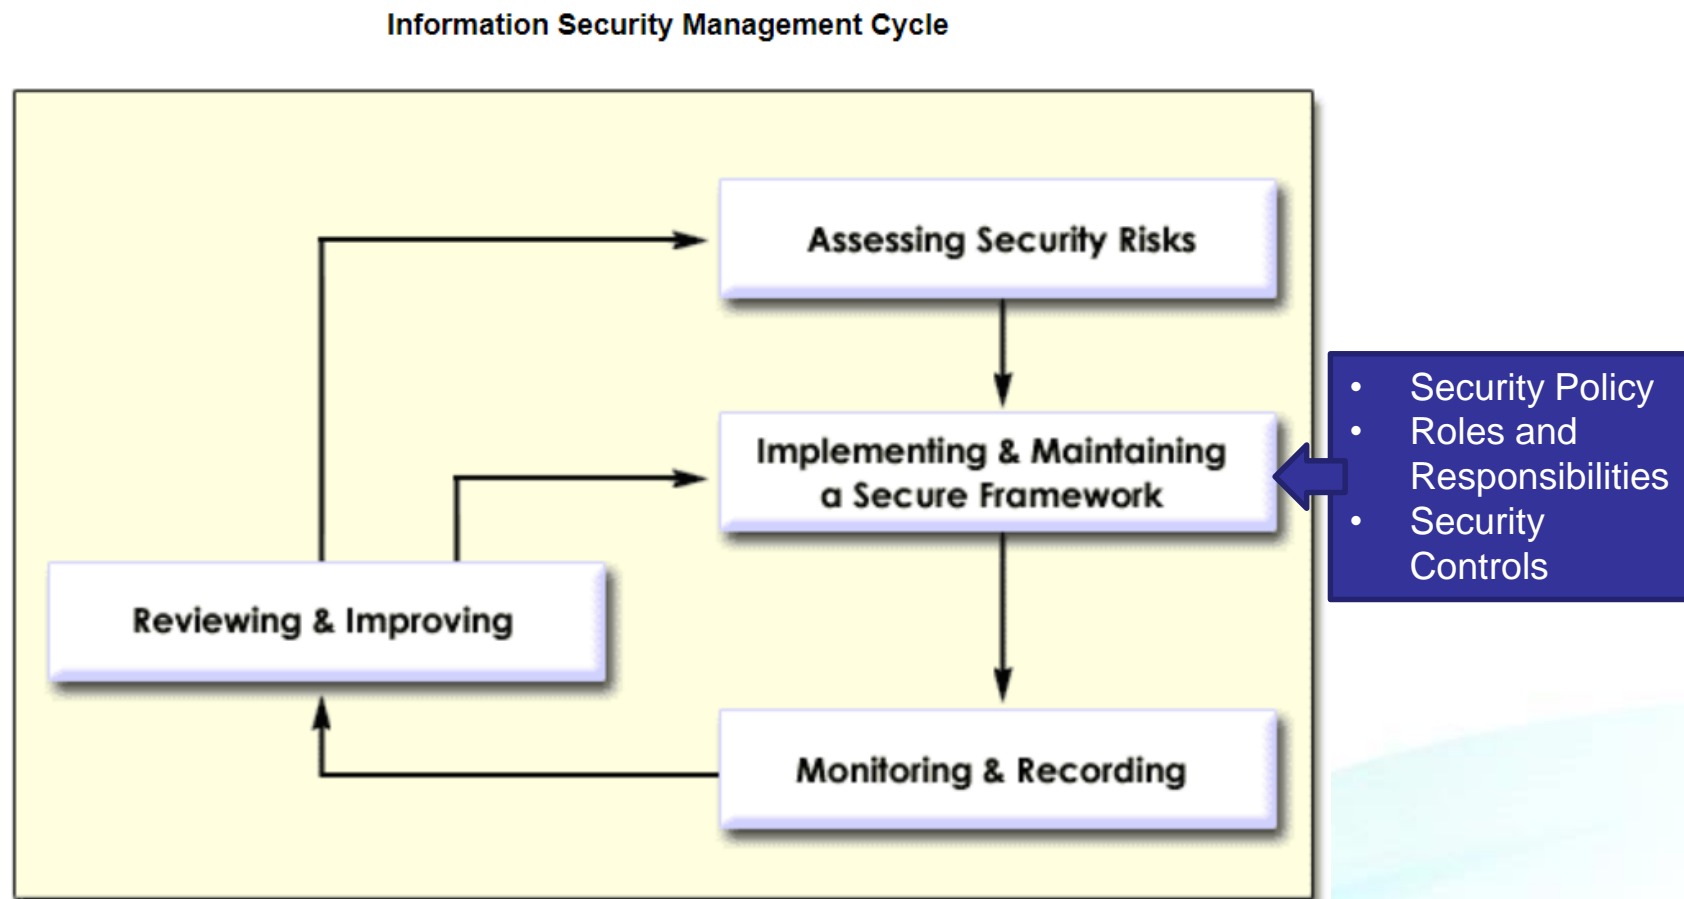 Information Security Management Cycle
Assessing Security Risks
Implementing & Maintaining
a Secure Framework
• Security Policy
• Roles and
Responsibilities
• Security
Controls
Reviewing & Improving
Monitoring & Recording